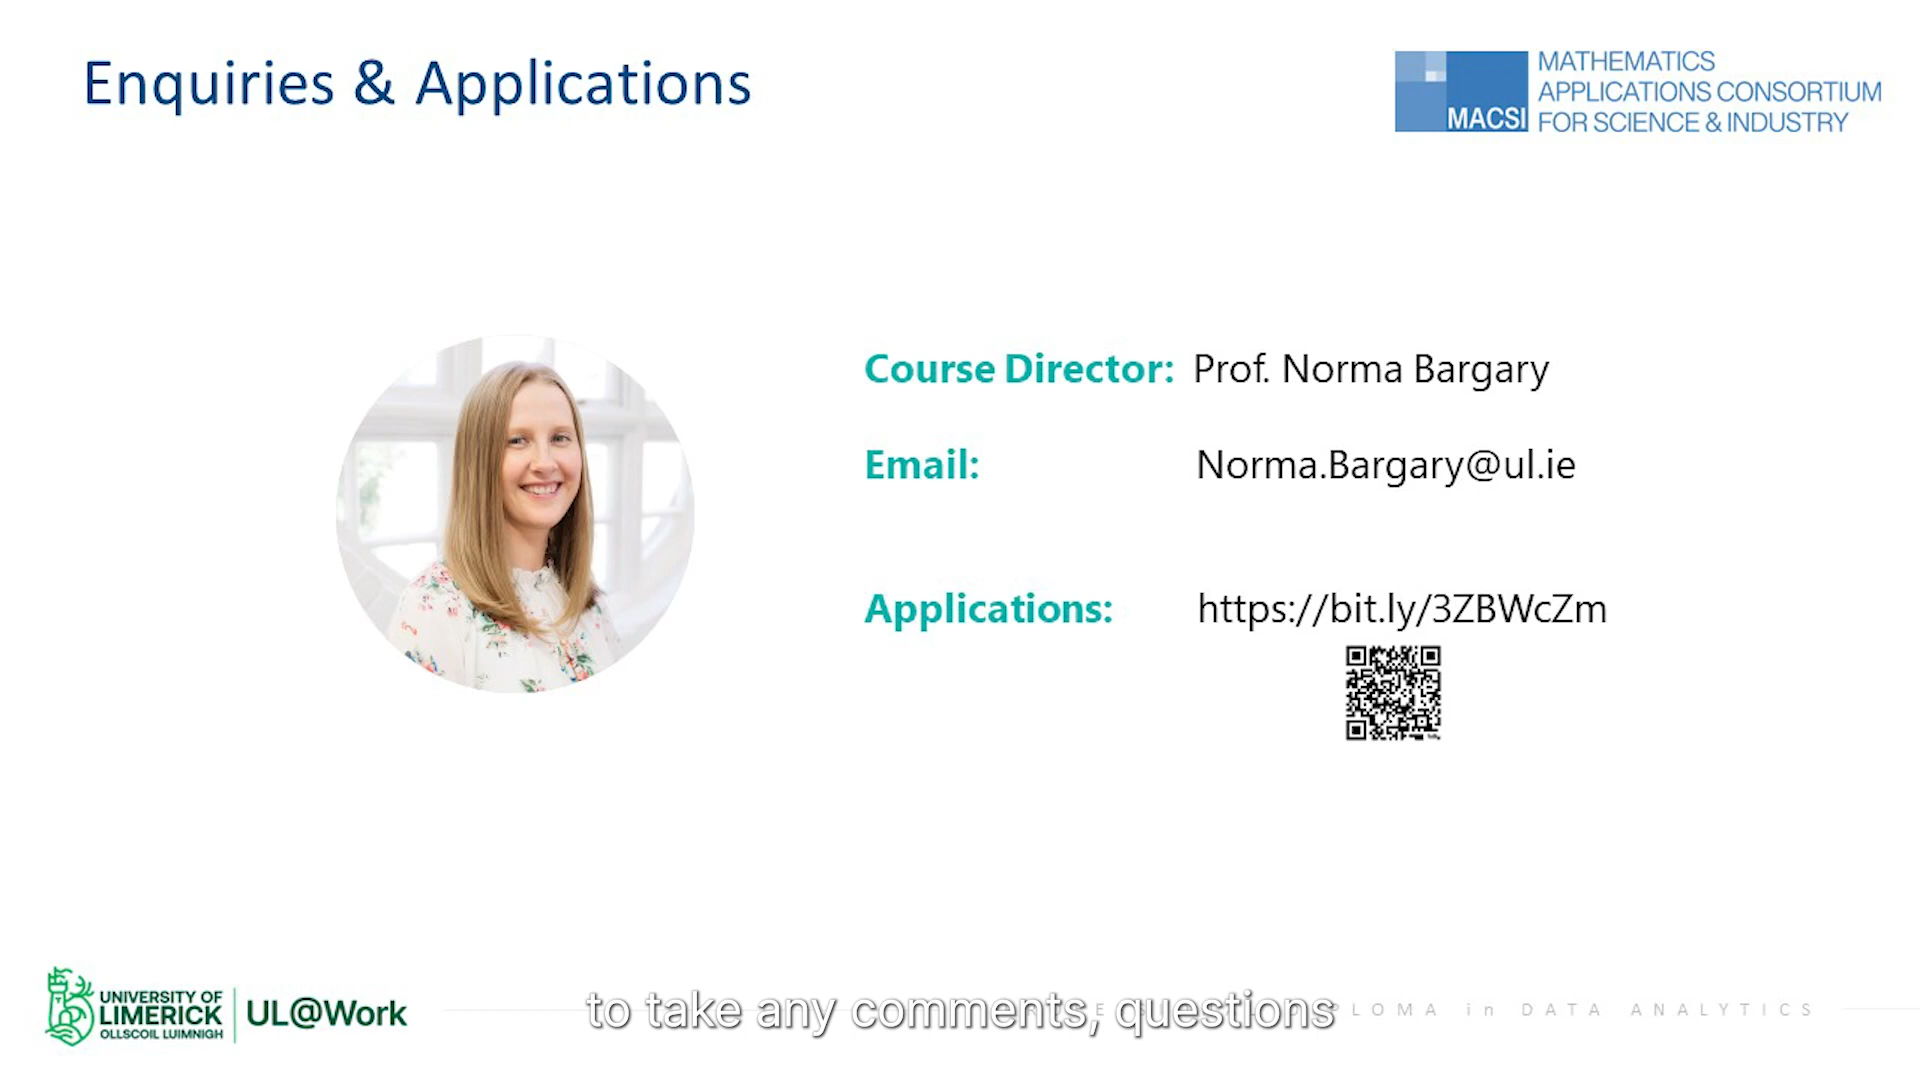 Enquiries & Applications
MACSI
MATHEMATICS
APPLICATIONS CONSORTIUM
FOR SCIENCE & INDUSTRY
Course Director: Prof. Norma Bargary
Email: Norma.Bargary@ul.ie
Applications: https://bit.ly/3ZBWcZm
UNIVERSITY OF
LIMERICK
OLLSCOIL LUIMNIGH
UL@Work
to take any comments, questions
in DATA ANALYTICS